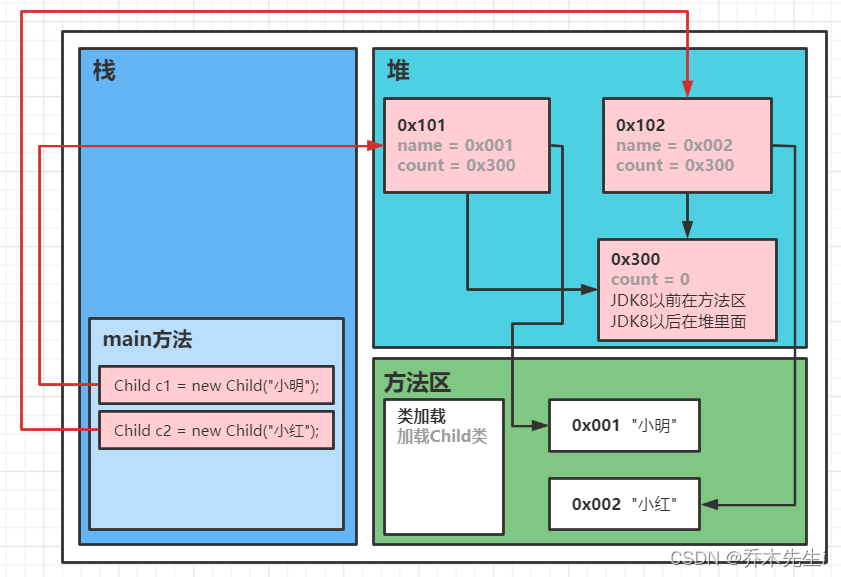 栈
main方法
Child c1 = new Child("小明");
Child c2 = new Child("小红");
堆
0x101
name = 0x001
count = 0x300
0x102
name = 0x002
count = 0x300
0x300
count = 0
JDK8以前在方法区
JDK8以后在堆里面
方法区
类加载
加载Child类
0x001 "小明"
0x002 "小红"
CSDN @乔木先生i